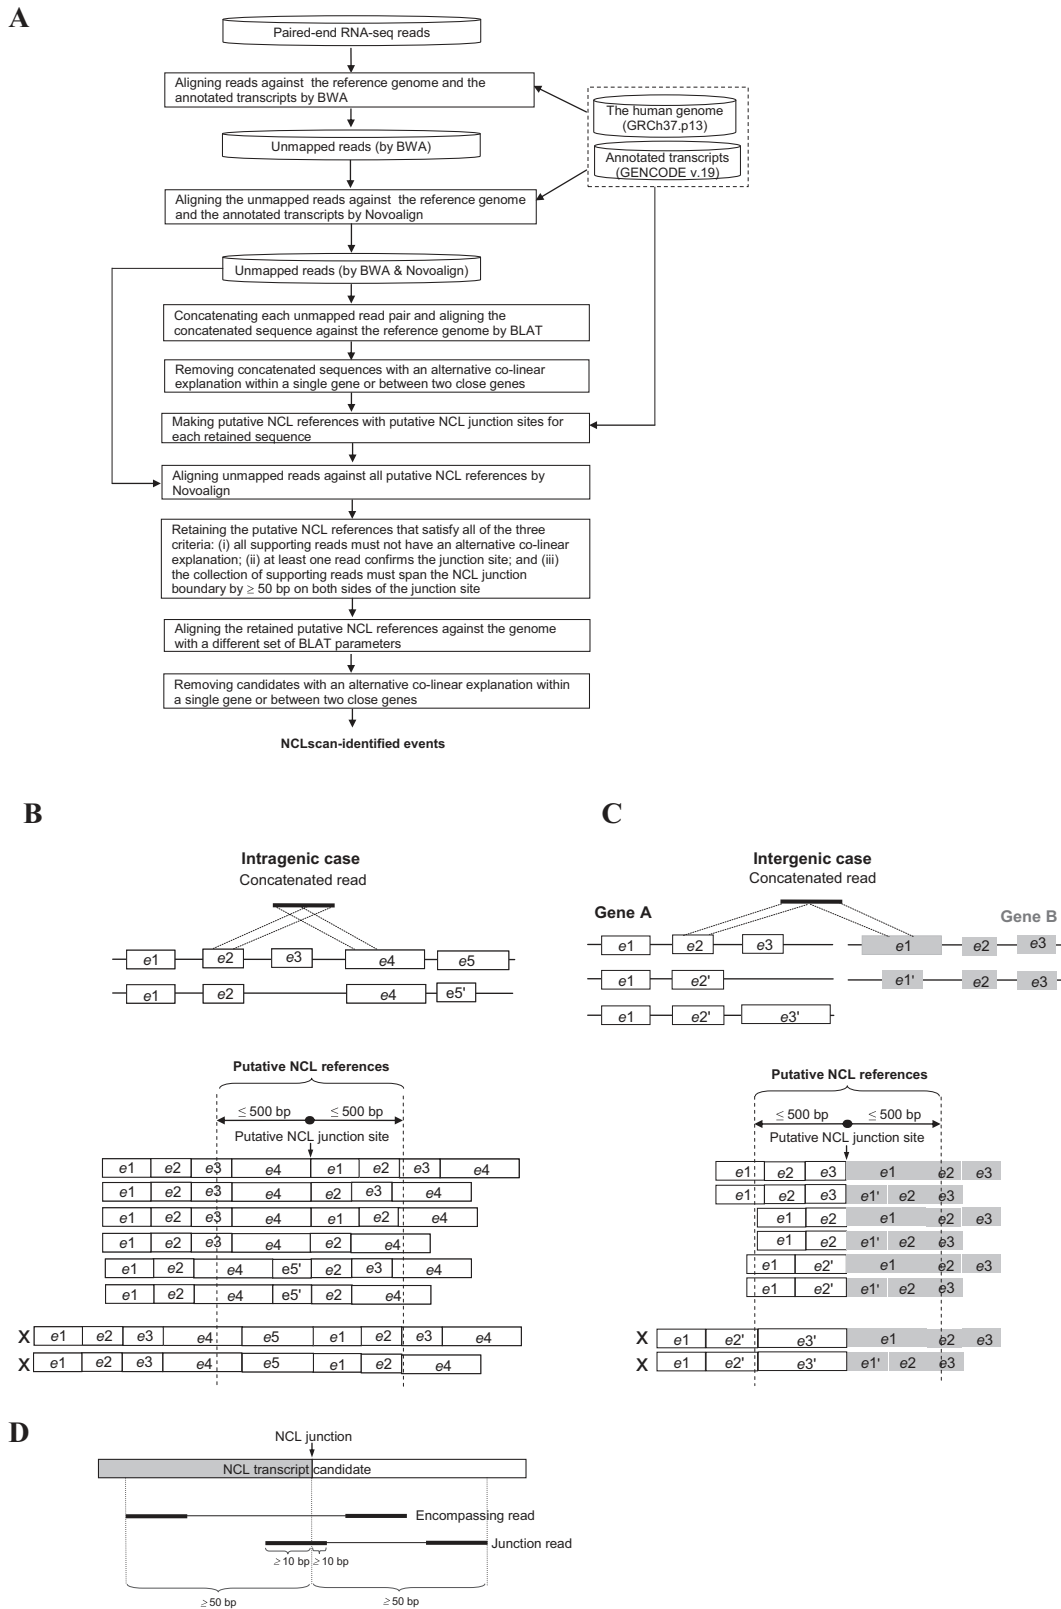 A
Paired-end RNA-seq reads
Aligning reads against the reference genome and the
annotated transcripts by BWA
The human genome
(GRCh37.p13)
Unmapped reads (by BWA)
Annotated transcripts
(GENCODE v.19)
Aligning the unmapped reads against the reference genome
and the annotated transcripts by Novoalign
Unmapped reads (by BWA & Novoalign)
Concatenating each unmapped read pair and aligning the
concatenated sequence against the reference genome by BLAT
Removing concatenated sequences with an alternative co-linear
explanation within a single gene or between two close genes
Making putative NCL references with putative NCL junction sites for
each retained sequence
Aligning unmapped reads against all putative NCL references by
Novoalign
Retaining the putative NCL references that satisfy all of the three
criteria: (i) all supporting reads must not have an alternative co-linear
explanation; (ii) at least one read confirms the junction site; and (iii)
the collection of supporting reads must span the NCL junction
boundary by ≥ 50 bp on both sides of the junction site
Aligning the retained putative NCL references against the genome
with a different set of BLAT parameters
Removing candidates with an alternative co-linear explanation within
a single gene or between two close genes
NCLscan-identified events
B
Intragenic case
Concatenated read
e1 e2 e3 e4 e5
e1 e2 e4 e5'
Putative NCL references
≤ 500 bp ≤ 500 bp
Putative NCL junction site
e1 e2 e3 e4 e1 e2 e3 e4
e1 e2 e3 e4 e2 e3 e4
e1 e2 e3 e4 e1 e2 e4
e1 e2 e3 e4 e2 e4
e1 e2 e4 e5' e2 e3 e4
e1 e2 e4 e5' e2 e4
X e1 e2 e3 e4 e5 e1 e2 e3 e4
X e1 e2 e3 e4 e5 e1 e2 e4
C
Intergenic case
Concatenated read
Gene A Gene B
e1 e2 e3 e1 e2 e3
e1 e2' e1' e2 e3
e1 e2' e3'
Putative NCL references
≤ 500 bp ≤ 500 bp
Putative NCL junction site
e1 e2 e3 e1 e2 e3
e1 e2 e3 e1' e2 e3
e1 e2 e1 e2 e3
e1 e2 e1' e2 e3
e1 e2' e1 e2 e3
e1 e2' e1' e2 e3
X e1 e2' e3' e1 e2 e3
X e1 e2' e3' e1' e2 e3
D
NCL junction
NCL transcript candidate
Encompassing read
Junction read
≥10 bp ≥10 bp
≥50 bp ≥50 bp